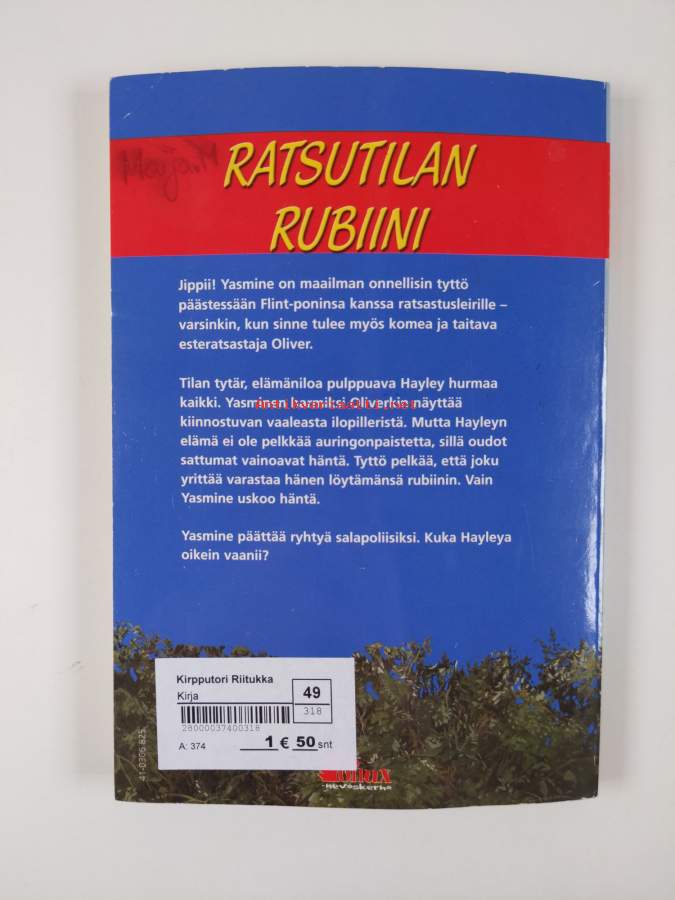 RATSUTILAN
RUBIINI
Jippii! Yasmine on maailman onnellisin tyttö
päästessään Flint-poninsa kanssa ratsastusleirille –
varsinkin, kun sinne tulee myös komea ja taitava
esteratsastaja Oliver.
Tilan tytär, elämäniloa pulppuava Hayley hurmaa
kaikki. Yasminen harmiksi Oliverkin näyttää
kiinnostuvan vaaleasta ilopilleristä. Mutta Hayleyn
elämä ei ole pelkkää auringonpaistetta, sillä oudot
sattumat vainoavat häntä. Tyttö pelkää, että joku
yrittää varastaa hänen löytämänsä rubiinin. Vain
Yasmine uskoo häntä.
Yasmine päättää ryhtyä salapoliisiksi. Kuka Hayleya
oikein vaanii?
Kirpputori Riitukka
Kirja
49
318
28000037400318
A: 374
1 € 50 snt
41-0306.825
hevoskerho